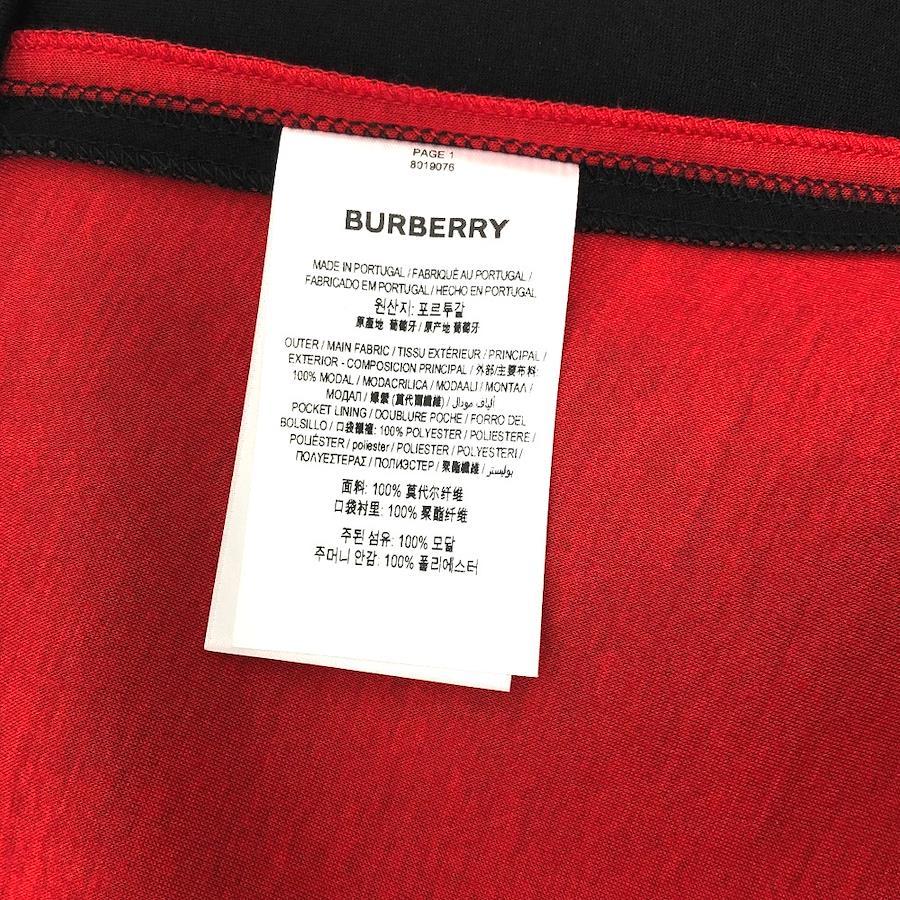 PAGE 1
8019076
BURBERRY
MADE IN PORTUGAL / FABRIQUÉ AU PORTUGAL /
FABRICADO EM PORTUGAL / HECHO EN PORTUGAL
원산지: 포르투갈
原產地 葡萄牙 / 原产地 葡萄牙
OUTER / MAIN FABRIC / TISSU EXTÉRIEUR / PRINCIPAL /
EXTERIOR - COMPOSICION PRINCIPAL / 外部/主要布料:
100% MODAL / MODACRILICA / MODAALI / ΜΟΝΤΑΛ /
МОДАЛ / 嫘縈 (莫代爾纖維) / ألياف مودال /
POCKET LINING / DOUBLURE POCHE / FORRO DEL
BOLSILLO / 口袋襯裡: 100% POLYESTER / POLIESTERE /
POLIÉSTER / poliester / POLIESTER / POLYESTERI /
ΠΟΛΥΕΣΤΕΡΑΣ / ПОЛИЭСТЕР / 聚酯纖維 / بوليستر
面料: 100% 莫代尔纤维
口袋衬里: 100% 聚酯纤维
주된 섬유: 100% 모달
주머니 안감: 100% 폴리에스터